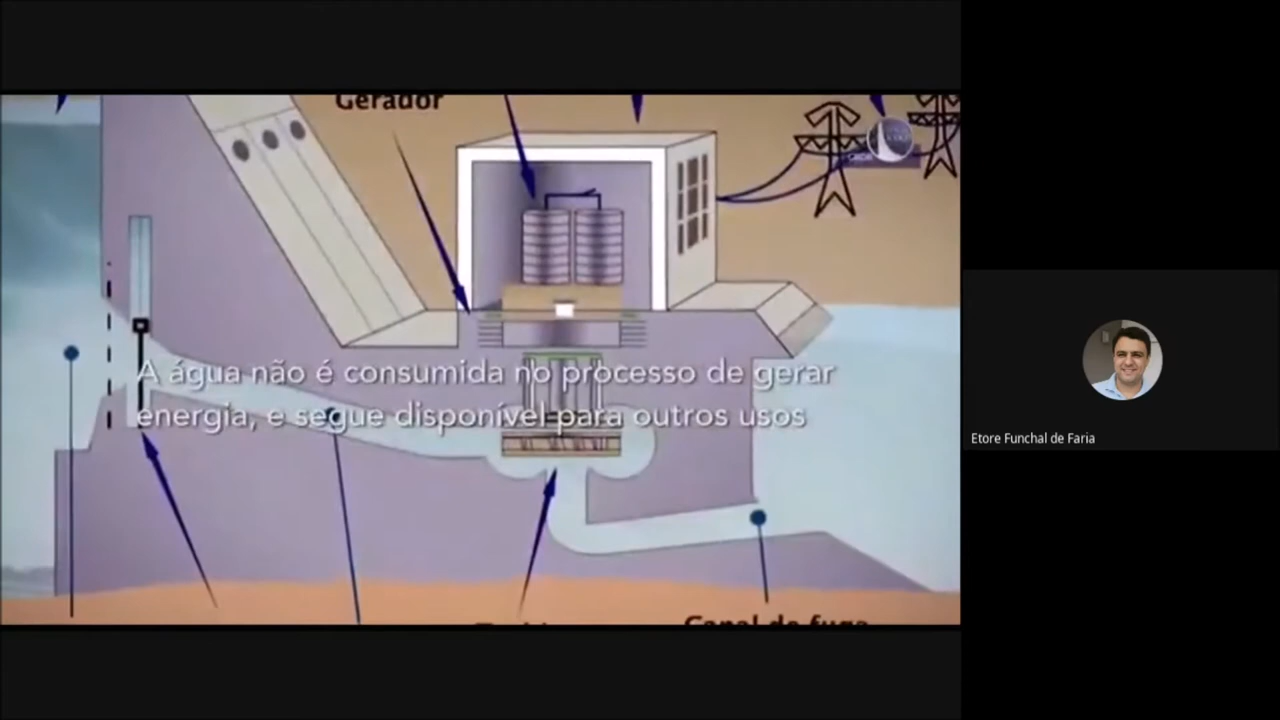 Gerador
A água não é consumida no processo de gerar
energia, e segue disponível para outros usos
Canal de fuga
Etore Funchal de Faria